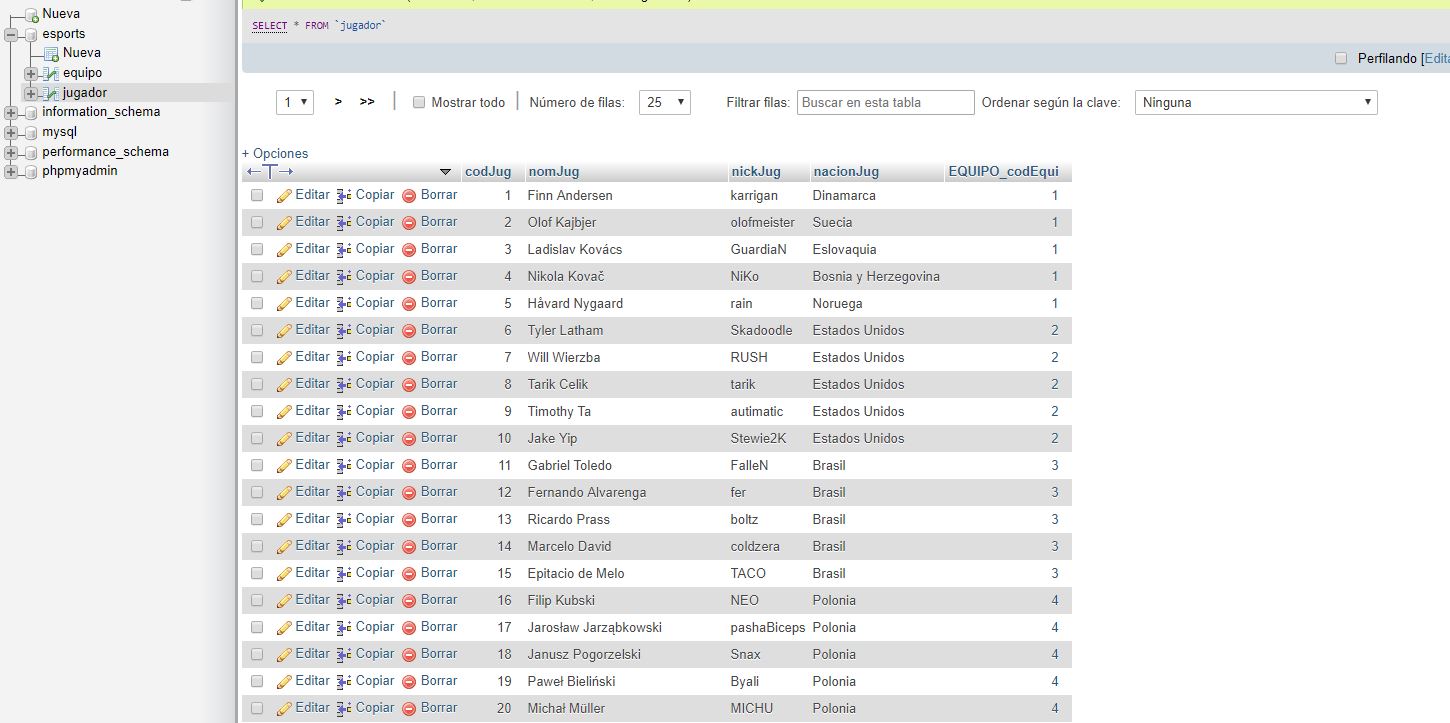 Nueva
esports
Nueva
equipo
jugador
information_schema
mysql
performance_schema
phpmyadmin
SELECT * FROM `jugador`
Perfilando [Edita
1 > >> | Mostrar todo | Número de filas: 25 Filtrar filas: Buscar en esta tabla Ordenar según la clave: Ninguna
+ Opciones
←T→ codJug nomJug nickJug nacionJug EQUIPO_codEqui
Editar Copiar Borrar 1 Finn Andersen karrigan Dinamarca 1
Editar Copiar Borrar 2 Olof Kajbjer olofmeister Suecia 1
Editar Copiar Borrar 3 Ladislav Kovács GuardiaN Eslovaquia 1
Editar Copiar Borrar 4 Nikola Kovač NiKo Bosnia y Herzegovina 1
Editar Copiar Borrar 5 Håvard Nygaard rain Noruega 1
Editar Copiar Borrar 6 Tyler Latham Skadoodle Estados Unidos 2
Editar Copiar Borrar 7 Will Wierzba RUSH Estados Unidos 2
Editar Copiar Borrar 8 Tarik Celik tarik Estados Unidos 2
Editar Copiar Borrar 9 Timothy Ta autimatic Estados Unidos 2
Editar Copiar Borrar 10 Jake Yip Stewie2K Estados Unidos 2
Editar Copiar Borrar 11 Gabriel Toledo FalleN Brasil 3
Editar Copiar Borrar 12 Fernando Alvarenga fer Brasil 3
Editar Copiar Borrar 13 Ricardo Prass boltz Brasil 3
Editar Copiar Borrar 14 Marcelo David coldzera Brasil 3
Editar Copiar Borrar 15 Epitacio de Melo TACO Brasil 3
Editar Copiar Borrar 16 Filip Kubski NEO Polonia 4
Editar Copiar Borrar 17 Jarosław Jarząbkowski pashaBiceps Polonia 4
Editar Copiar Borrar 18 Janusz Pogorzelski Snax Polonia 4
Editar Copiar Borrar 19 Paweł Bieliński Byali Polonia 4
Editar Copiar Borrar 20 Michał Müller MICHU Polonia 4